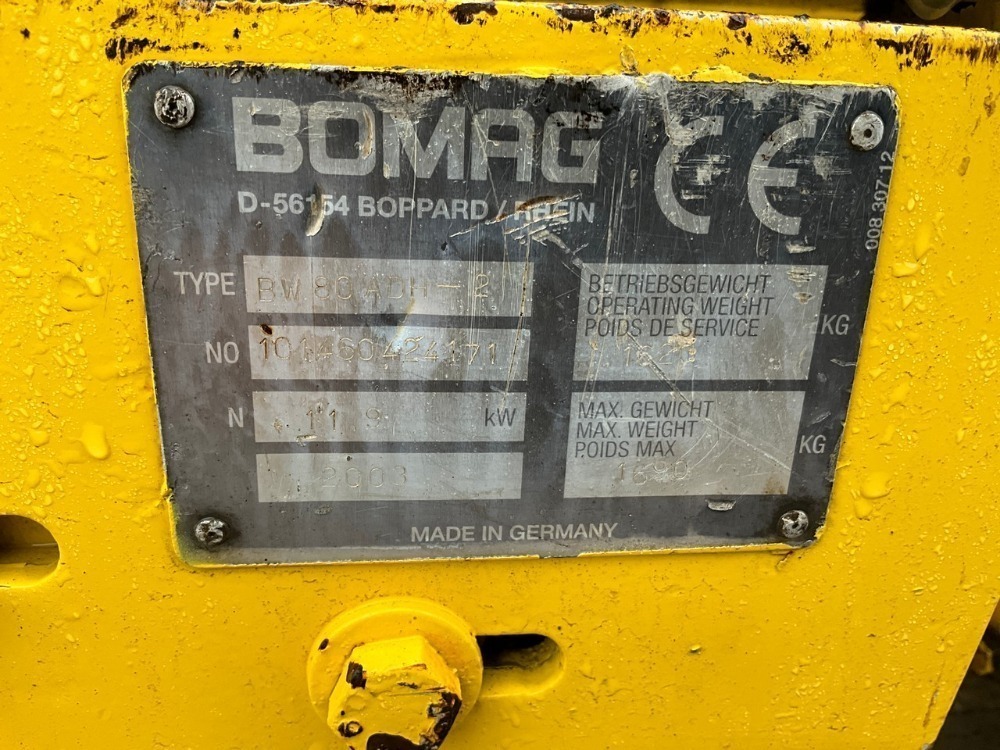 BOMAG CE
D-56154 BOPPARD / RHEIN
008 307 12
TYPE BW 80 ADH-2
NO
N 11,9 kW
2003
BETRIEBSGEWICHT
OPERATING WEIGHT
POIDS DE SERVICE
KG
MAX. GEWICHT
MAX. WEIGHT
POIDS MAX
KG
1690
MADE IN GERMANY